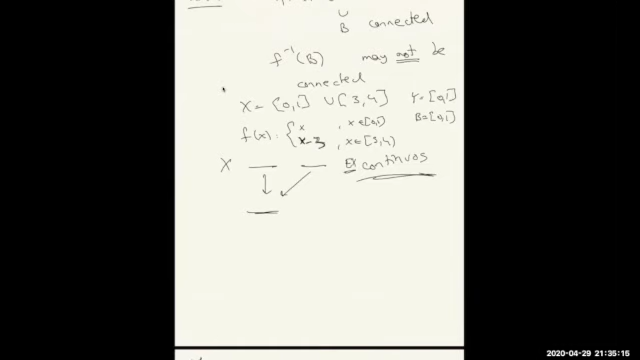 ∪
B connected
f⁻¹(B) may not be
connected
X = [0,1] ∪ [3,4] Y = [0,1]
f(x) = { x , x∈[0,1) B = [0,1]
x-3 , x∈[3,4)
X Ex continuos
2020-04-29 21:35:15